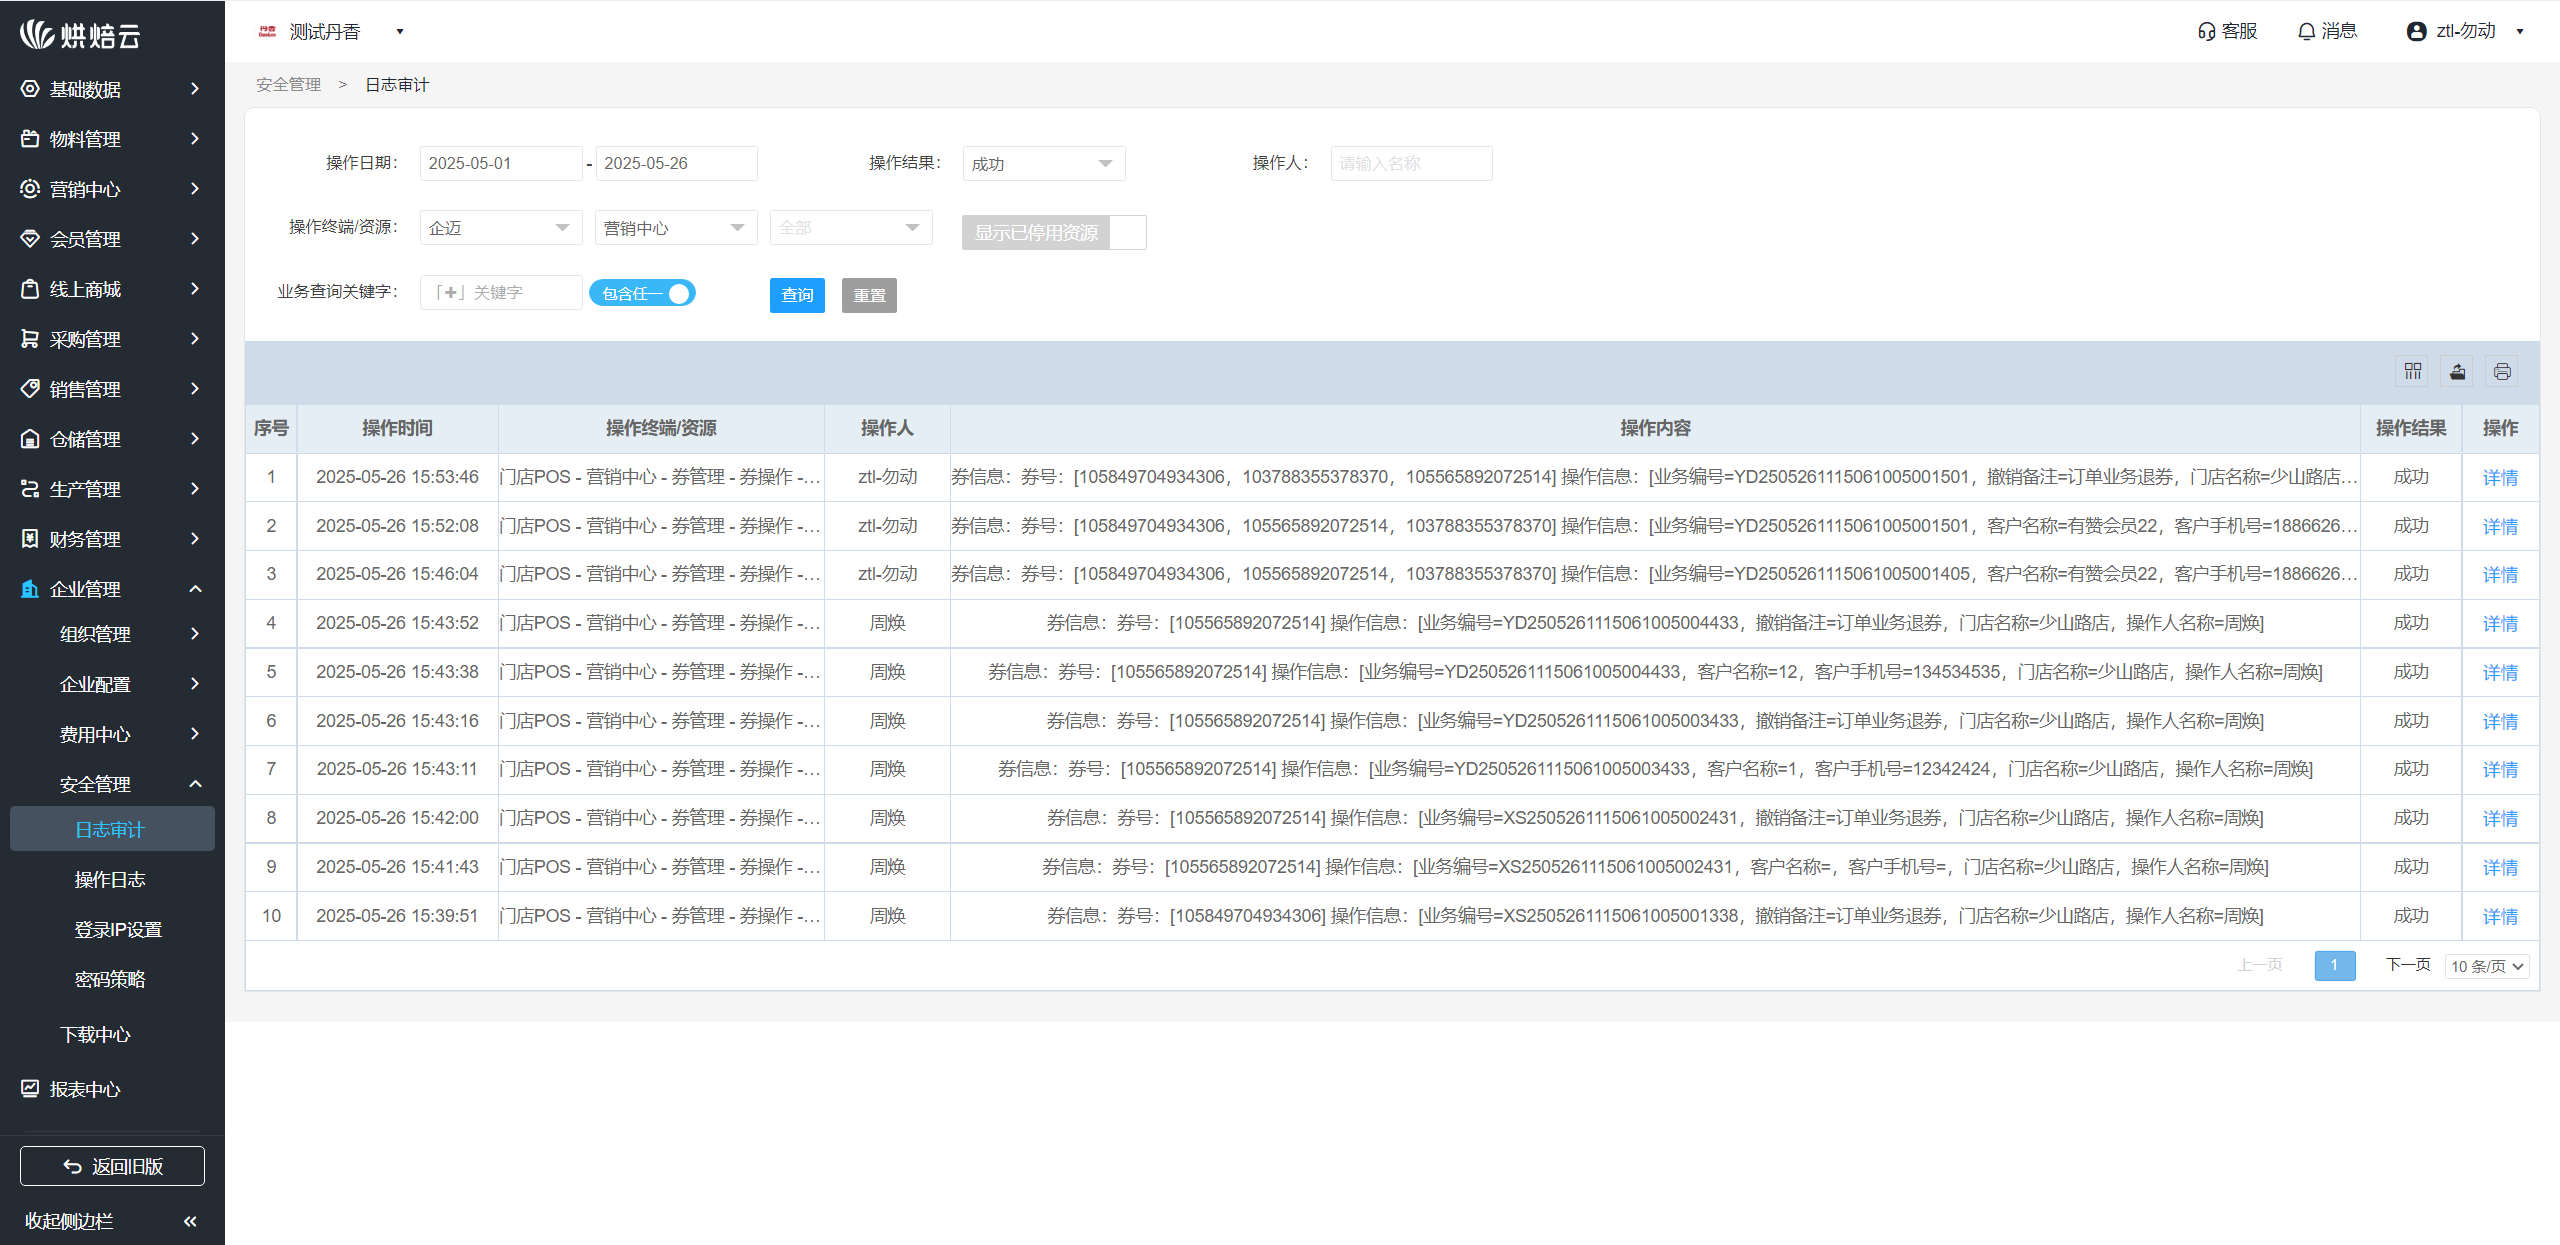 烘焙云
测试丹香
客服
消息
ztl-勿动
基础数据
物料管理
营销中心
会员管理
线上商城
采购管理
销售管理
仓储管理
生产管理
财务管理
企业管理
组织管理
企业配置
费用中心
安全管理
日志审计
操作日志
登录IP设置
密码策略
下载中心
报表中心
返回旧版
收起侧边栏
安全管理 > 日志审计
操作日期： 2025-05-01 - 2025-05-26 操作结果： 成功 操作人： 请输入名称
操作终端/资源： 企迈 营销中心 全部 显示已停用资源
业务查询关键字： 「✚」关键字 包含任一 查询 重置
序号 操作时间 操作终端/资源 操作人 操作内容 操作结果 操作
1 2025-05-26 15:53:46 门店POS - 营销中心 - 券管理 - 券操作 -... ztl-勿动 券信息：券号：[105849704934306，103788355378370，105565892072514] 操作信息：[业务编号=YD2505261115061005001501，撤销备注=订单业务退券，门店名称=少山路店... 成功 详情
2 2025-05-26 15:52:08 门店POS - 营销中心 - 券管理 - 券操作 -... ztl-勿动 券信息：券号：[105849704934306，105565892072514，103788355378370] 操作信息：[业务编号=YD2505261115061005001501，客户名称=有赞会员22，客户手机号=1886626... 成功 详情
3 2025-05-26 15:46:04 门店POS - 营销中心 - 券管理 - 券操作 -... ztl-勿动 券信息：券号：[105849704934306，105565892072514，103788355378370] 操作信息：[业务编号=YD2505261115061005001405，客户名称=有赞会员22，客户手机号=1886626... 成功 详情
4 2025-05-26 15:43:52 门店POS - 营销中心 - 券管理 - 券操作 -... 周焕 券信息：券号：[105565892072514] 操作信息：[业务编号=YD2505261115061005004433，撤销备注=订单业务退券，门店名称=少山路店，操作人名称=周焕] 成功 详情
5 2025-05-26 15:43:38 门店POS - 营销中心 - 券管理 - 券操作 -... 周焕 券信息：券号：[105565892072514] 操作信息：[业务编号=YD2505261115061005004433，客户名称=12，客户手机号=134534535，门店名称=少山路店，操作人名称=周焕] 成功 详情
6 2025-05-26 15:43:16 门店POS - 营销中心 - 券管理 - 券操作 -... 周焕 券信息：券号：[105565892072514] 操作信息：[业务编号=YD2505261115061005003433，撤销备注=订单业务退券，门店名称=少山路店，操作人名称=周焕] 成功 详情
7 2025-05-26 15:43:11 门店POS - 营销中心 - 券管理 - 券操作 -... 周焕 券信息：券号：[105565892072514] 操作信息：[业务编号=YD2505261115061005003433，客户名称=1，客户手机号=12342424，门店名称=少山路店，操作人名称=周焕] 成功 详情
8 2025-05-26 15:42:00 门店POS - 营销中心 - 券管理 - 券操作 -... 周焕 券信息：券号：[105565892072514] 操作信息：[业务编号=XS2505261115061005002431，撤销备注=订单业务退券，门店名称=少山路店，操作人名称=周焕] 成功 详情
9 2025-05-26 15:41:43 门店POS - 营销中心 - 券管理 - 券操作 -... 周焕 券信息：券号：[105565892072514] 操作信息：[业务编号=XS2505261115061005002431，客户名称=，客户手机号=，门店名称=少山路店，操作人名称=周焕] 成功 详情
10 2025-05-26 15:39:51 门店POS - 营销中心 - 券管理 - 券操作 -... 周焕 券信息：券号：[105849704934306] 操作信息：[业务编号=XS2505261115061005001338，撤销备注=订单业务退券，门店名称=少山路店，操作人名称=周焕] 成功 详情
上一页 1 下一页 10 条/页